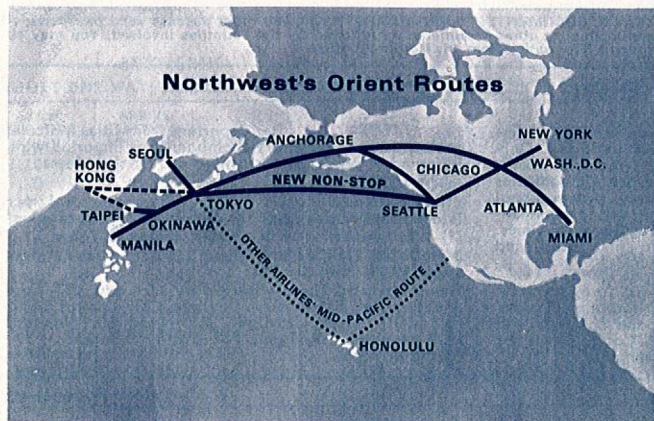 Northwest's Orient Routes
ANCHORAGE
NEW YORK
SEOUL
HONG
KONG
CHICAGO
WASH.,D.C.
NEW NON-STOP
TOKYO
SEATTLE
ATLANTA
TAIPEI
OKINAWA
MANILA
MIAMI
OTHER AIRLINES' MID-PACIFIC ROUTE
HONOLULU